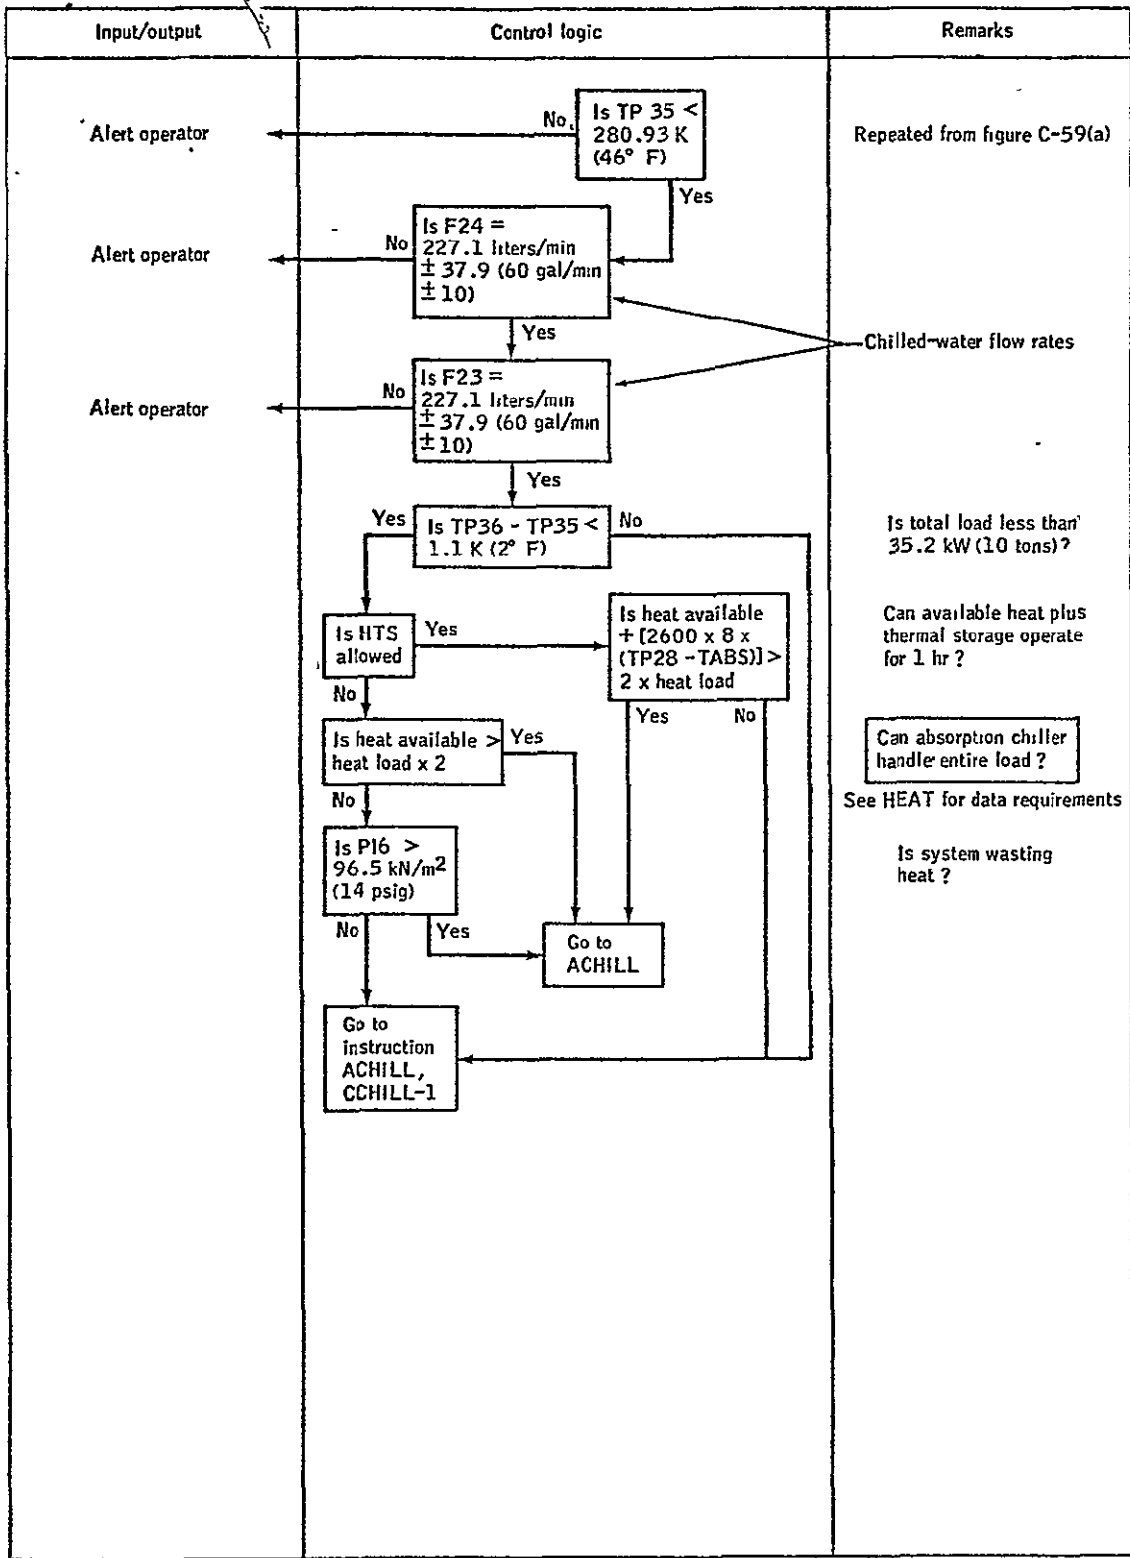 Input/output
Control logic
Remarks
Alert operator
No
Is TP 35 <
280.93 K
(46° F)
Repeated from figure C-59(a)
Yes
Alert operator
No
Is F24 =
227.1 liters/min
± 37.9 (60 gal/min
± 10)
Yes
Chilled-water flow rates
Alert operator
No
Is F23 =
227.1 liters/min
± 37.9 (60 gal/min
± 10)
Yes
Yes
Is TP36 - TP35 <
1.1 K (2° F)
No
Is total load less than
35.2 kW (10 tons) ?
Is HTS
allowed
Yes
No
Is heat available
+ [2600 x 8 x
(TP28 - TABS)] >
2 x heat load
Yes
No
Can available heat plus
thermal storage operate
for 1 hr ?
Is heat available >
heat load x 2
Yes
No
Can absorption chiller
handle entire load ?
See HEAT for data requirements
Is P16 >
96.5 kN/m²
(14 psig)
No
Yes
Is system wasting
heat ?
Go to
ACHILL
Go to
instruction
ACHILL,
CCHILL-1